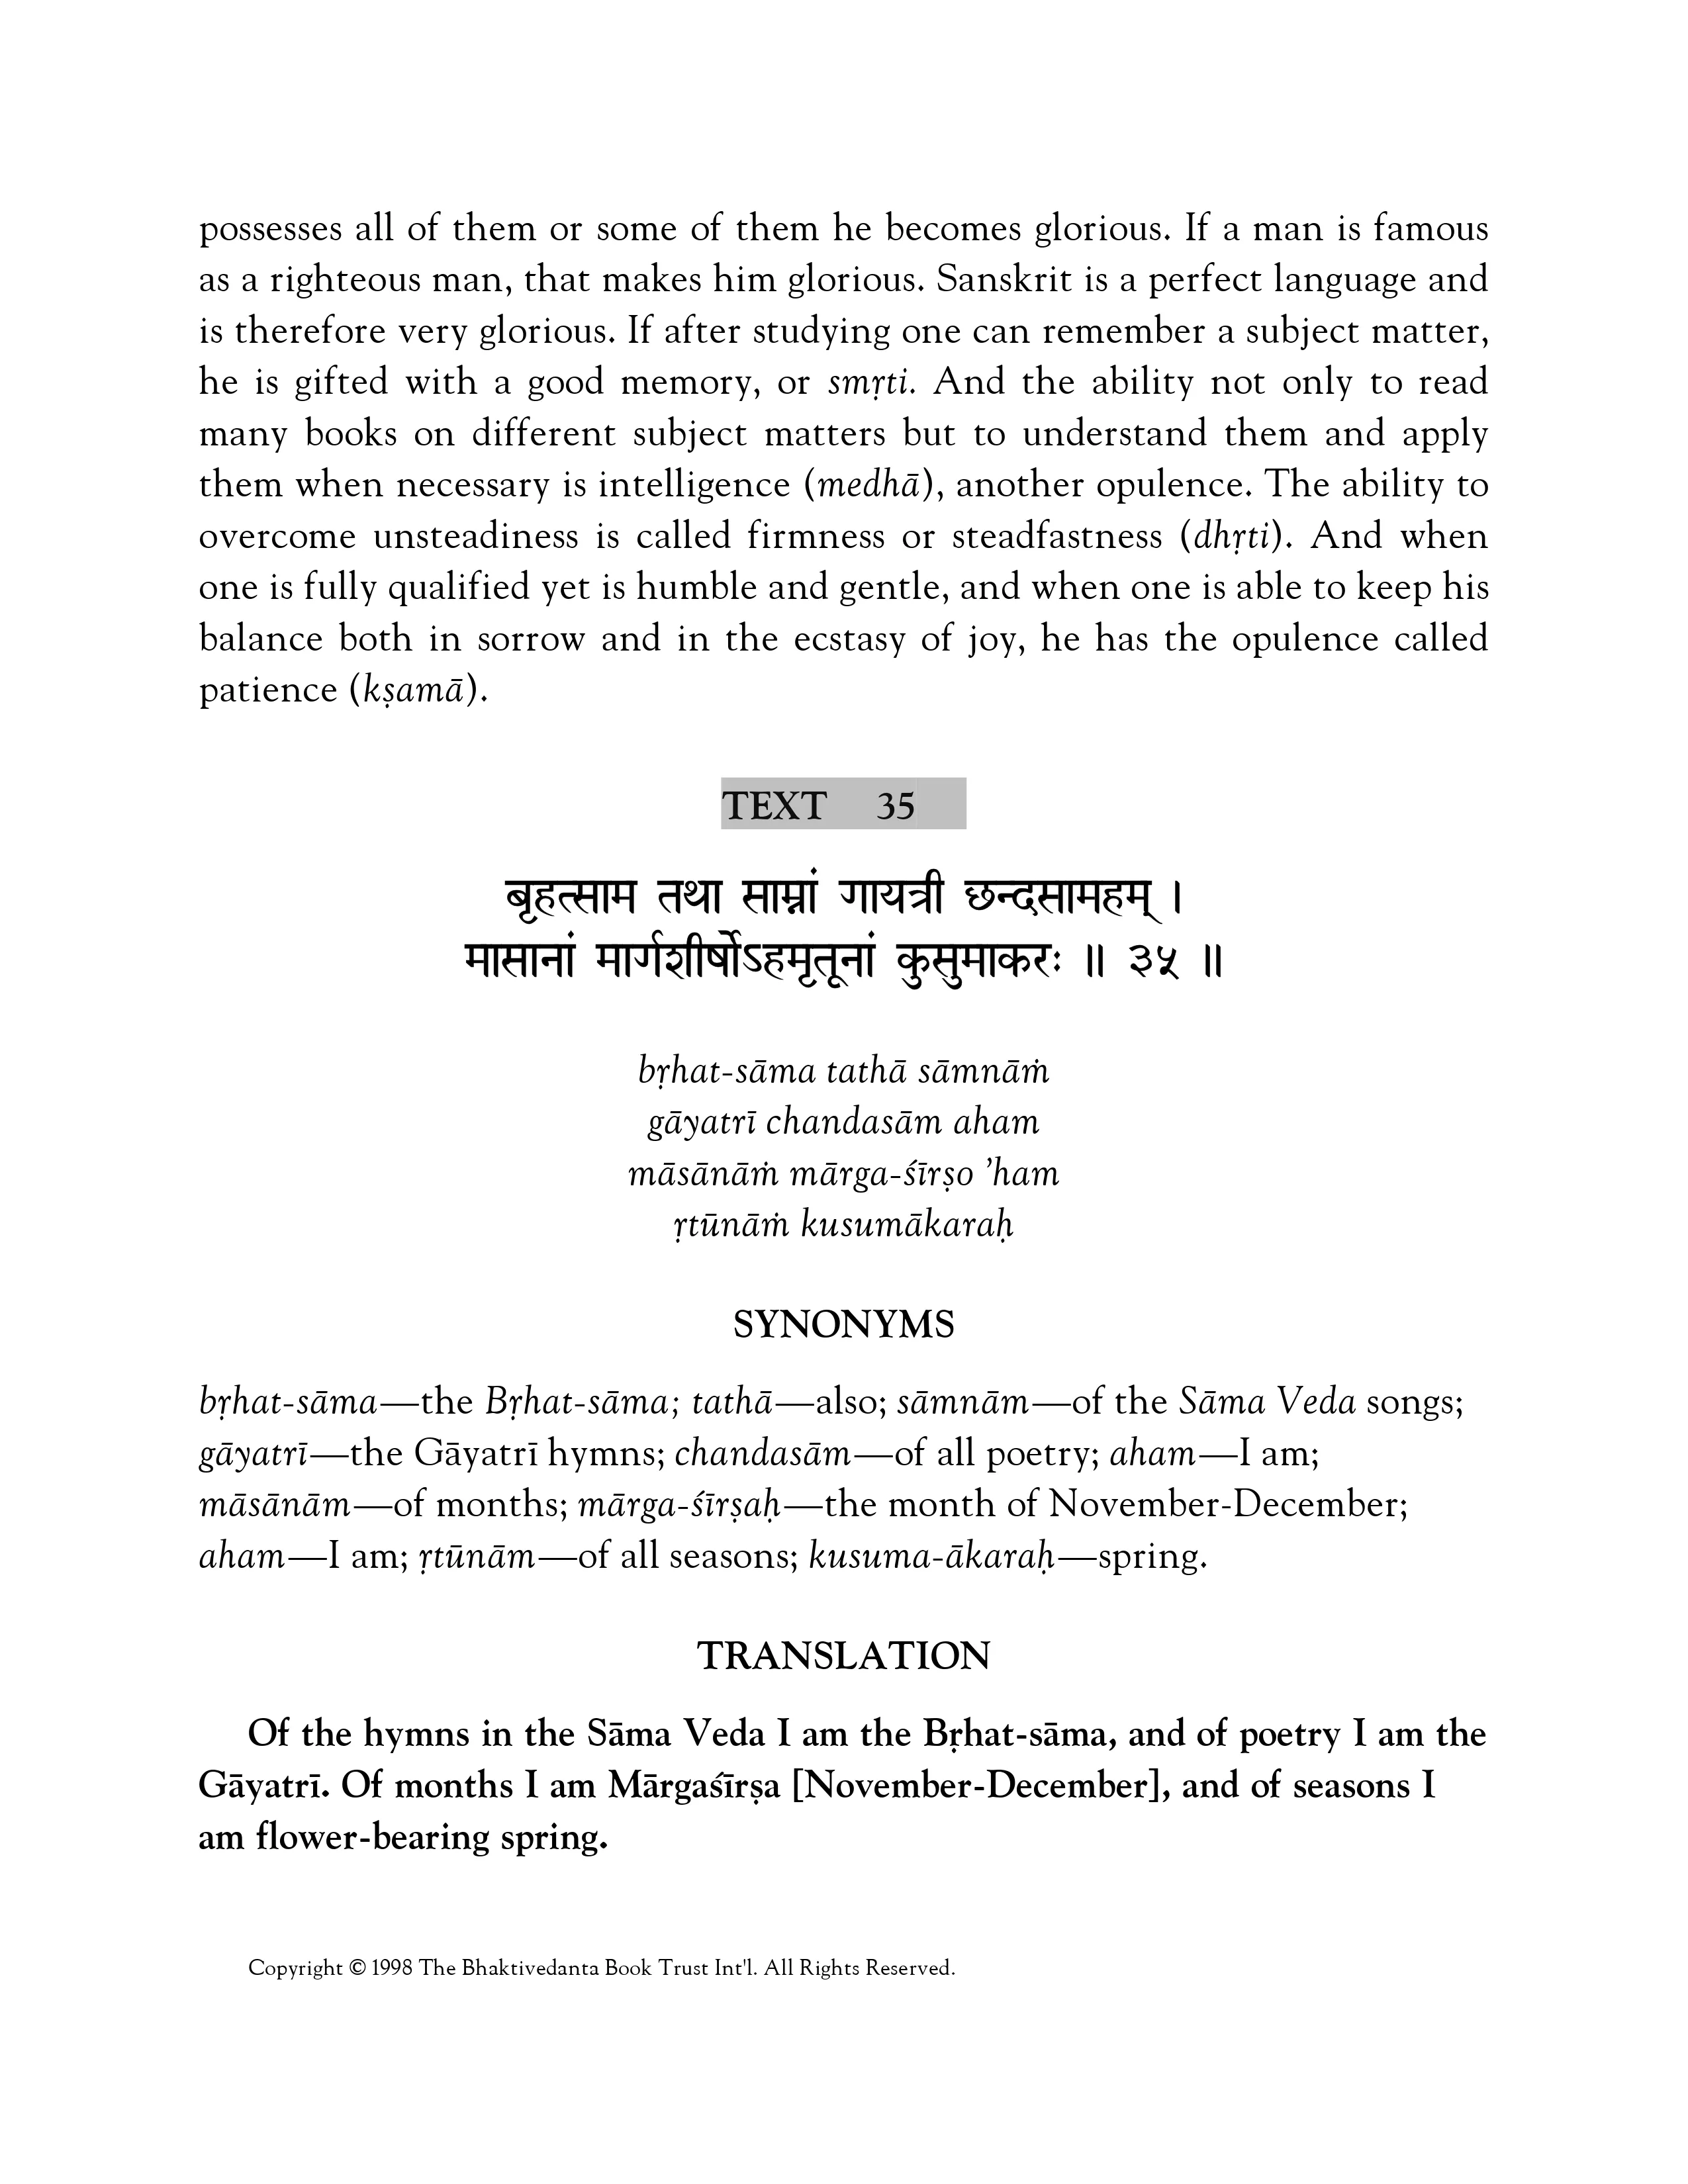 possesses all of them or some of them he becomes glorious. If a man is famous
as a righteous man, that makes him glorious. Sanskrit is a perfect language and
is therefore very glorious. If after studying one can remember a subject matter,
he is gifted with a good memory, or smṛti. And the ability not only to read
many books on different subject matters but to understand them and apply
them when necessary is intelligence (medhā), another opulence. The ability to
overcome unsteadiness is called firmness or steadfastness (dhṛti). And when
one is fully qualified yet is humble and gentle, and when one is able to keep his
balance both in sorrow and in the ecstasy of joy, he has the opulence called
patience (kṣamā).
TEXT 35
बृहत्साम तथा साम्नां गायत्री छन्दसामहम् ।
मासानां मार्गशीर्षोऽहमृतूनां कुसुमाकरः ॥ ३५ ॥
bṛhat-sāma tathā sāmnāṁ
gāyatrī chandasām aham
māsānāṁ mārga-śīrṣo ’ham
ṛtūnāṁ kusumākaraḥ
SYNONYMS
bṛhat-sāma—the Bṛhat-sāma; tathā—also; sāmnām—of the Sāma Veda songs;
gāyatrī—the Gāyatrī hymns; chandasām—of all poetry; aham—I am;
māsānām—of months; mārga-śīrṣaḥ—the month of November-December;
aham—I am; ṛtūnām—of all seasons; kusuma-ākaraḥ—spring.
TRANSLATION
Of the hymns in the Sāma Veda I am the Bṛhat-sāma, and of poetry I am the
Gāyatrī. Of months I am Mārgaśīrṣa [November-December], and of seasons I
am flower-bearing spring.
Copyright © 1998 The Bhaktivedanta Book Trust Int'l. All Rights Reserved.